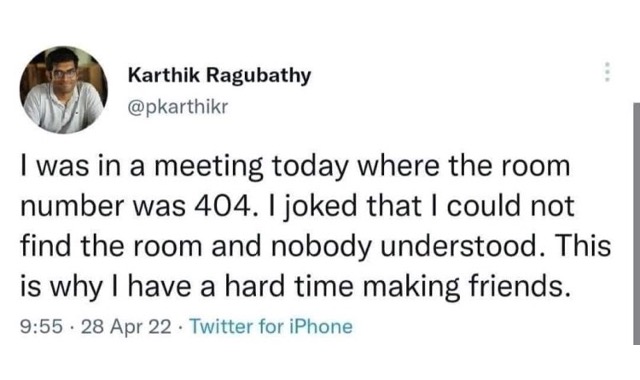 Karthik Ragubathy
@pkarthikr
I was in a meeting today where the room
number was 404. I joked that I could not
find the room and nobody understood. This
is why I have a hard time making friends.
9:55 · 28 Apr 22 · Twitter for iPhone